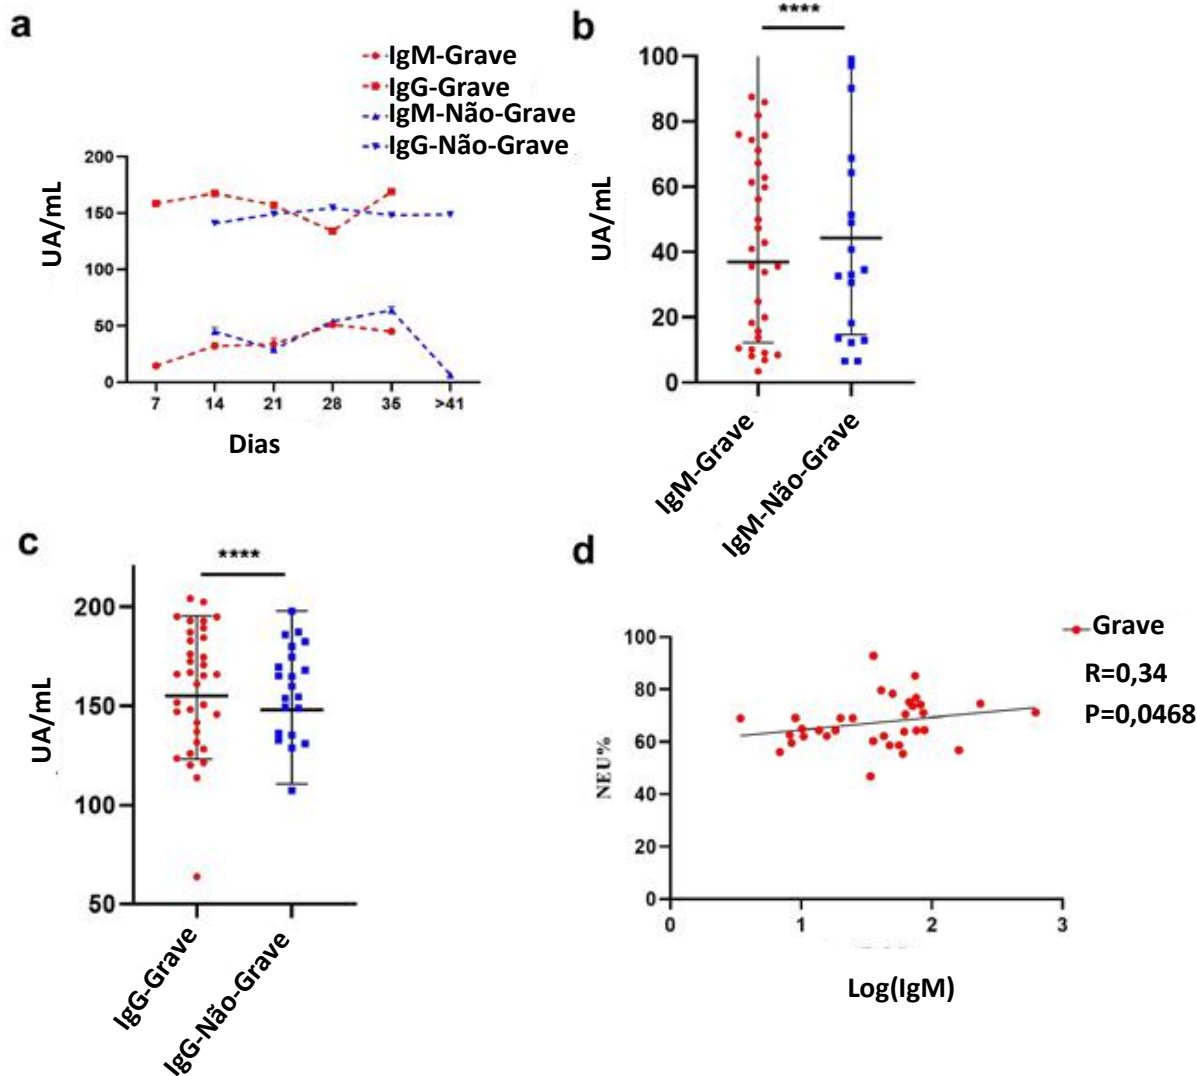 a
IgM-Grave
IgG-Grave
IgM-Não-Grave
IgG-Não-Grave
UA/mL
200
150
100
50
0
7 14 21 28 35 >41
Dias
b
****
UA/mL
100
80
60
40
20
0
IgM-Grave
IgM-Não-Grave
c
****
UA/mL
200
150
100
50
IgG-Grave
IgG-Não-Grave
d
Grave
R=0,34
P=0,0468
NEU%
100
80
60
40
20
0
0 1 2 3
Log(IgM)